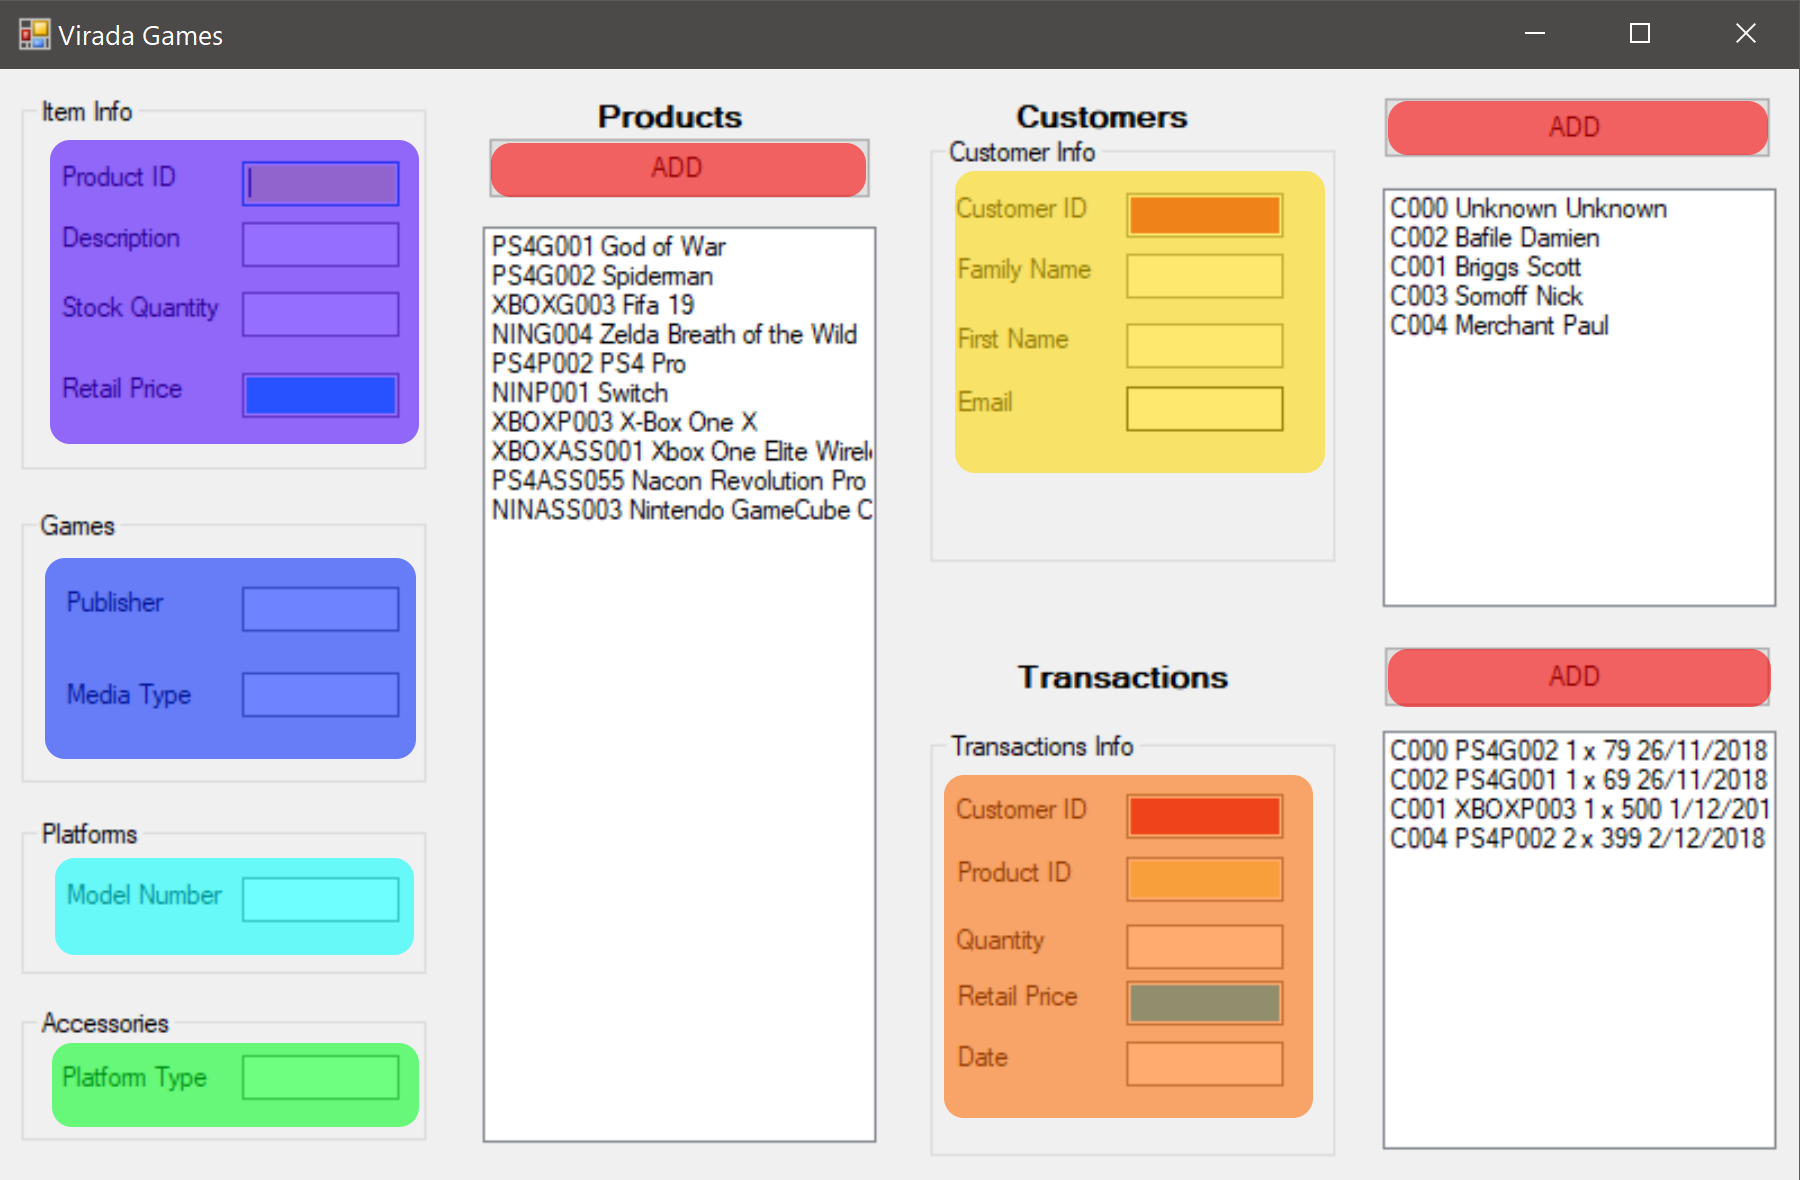 Virada Games
Item Info
Product ID
Description
Stock Quantity
Retail Price
Games
Publisher
Media Type
Platforms
Model Number
Accessories
Platform Type
Products
ADD
PS4G001 God of War
PS4G002 Spiderman
XBOXG003 Fifa 19
NING004 Zelda Breath of the Wild
PS4P002 PS4 Pro
NINP001 Switch
XBOXP003 X-Box One X
XBOXASS001 Xbox One Elite Wirel
PS4ASS055 Nacon Revolution Pro
NINASS003 Nintendo GameCube C
Customers
Customer Info
Customer ID
Family Name
First Name
Email
ADD
C000 Unknown Unknown
C002 Bafile Damien
C001 Briggs Scott
C003 Somoff Nick
C004 Merchant Paul
Transactions
Transactions Info
Customer ID
Product ID
Quantity
Retail Price
Date
ADD
C000 PS4G002 1 x 79 26/11/2018
C002 PS4G001 1 x 69 26/11/2018
C001 XBOXP003 1 x 500 1/12/201
C004 PS4P002 2 x 399 2/12/2018